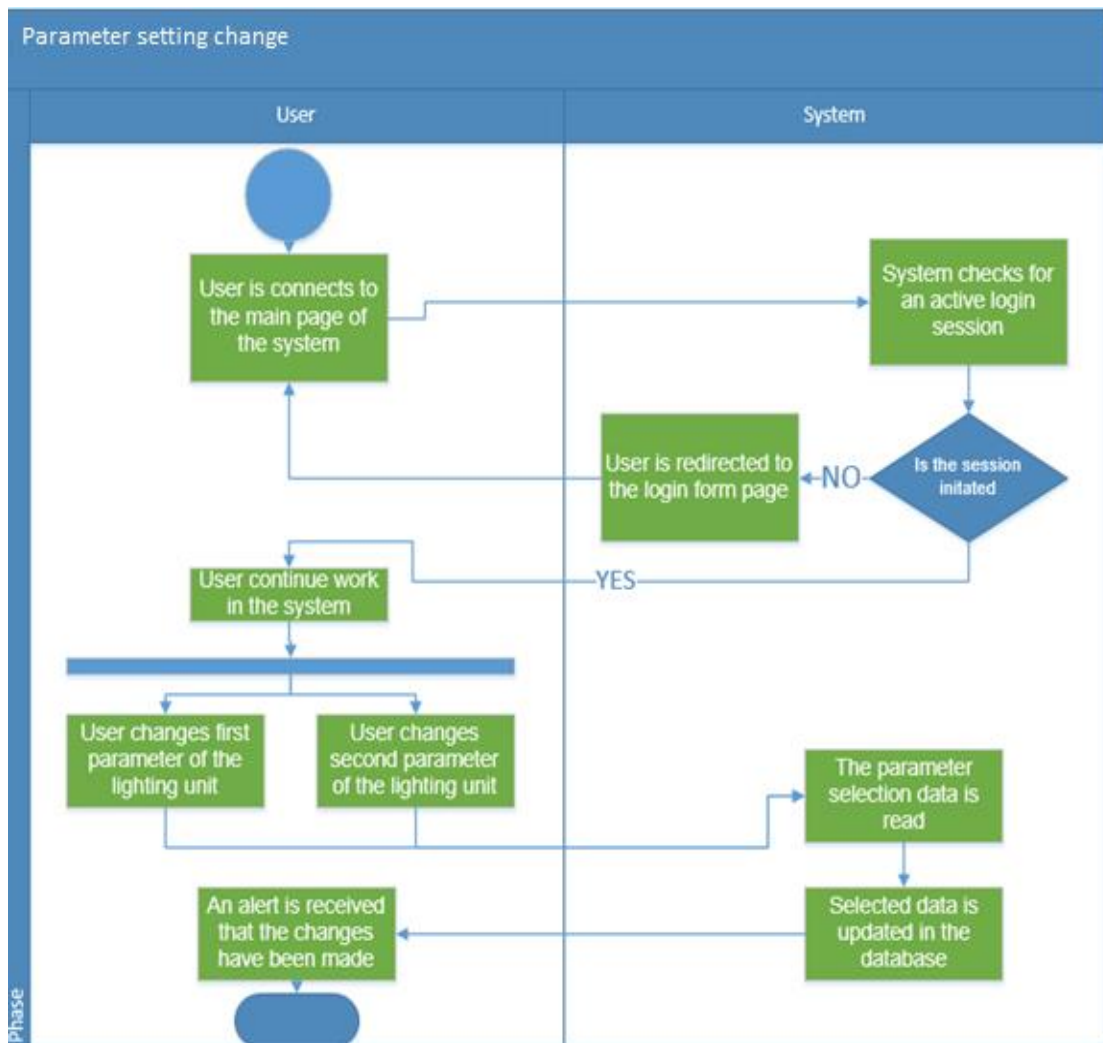 Parameter setting change
User
System
User is connects to
the main page of
the system
System checks for
an active login
session
Is the session
initated
NO
User is redirected to
the login form page
YES
User continue work
in the system
User changes first
parameter of the
lighting unit
User changes
second parameter
of the lighting unit
The parameter
selection data is
read
Selected data is
updated in the
database
An alert is received
that the changes
have been made
Phase